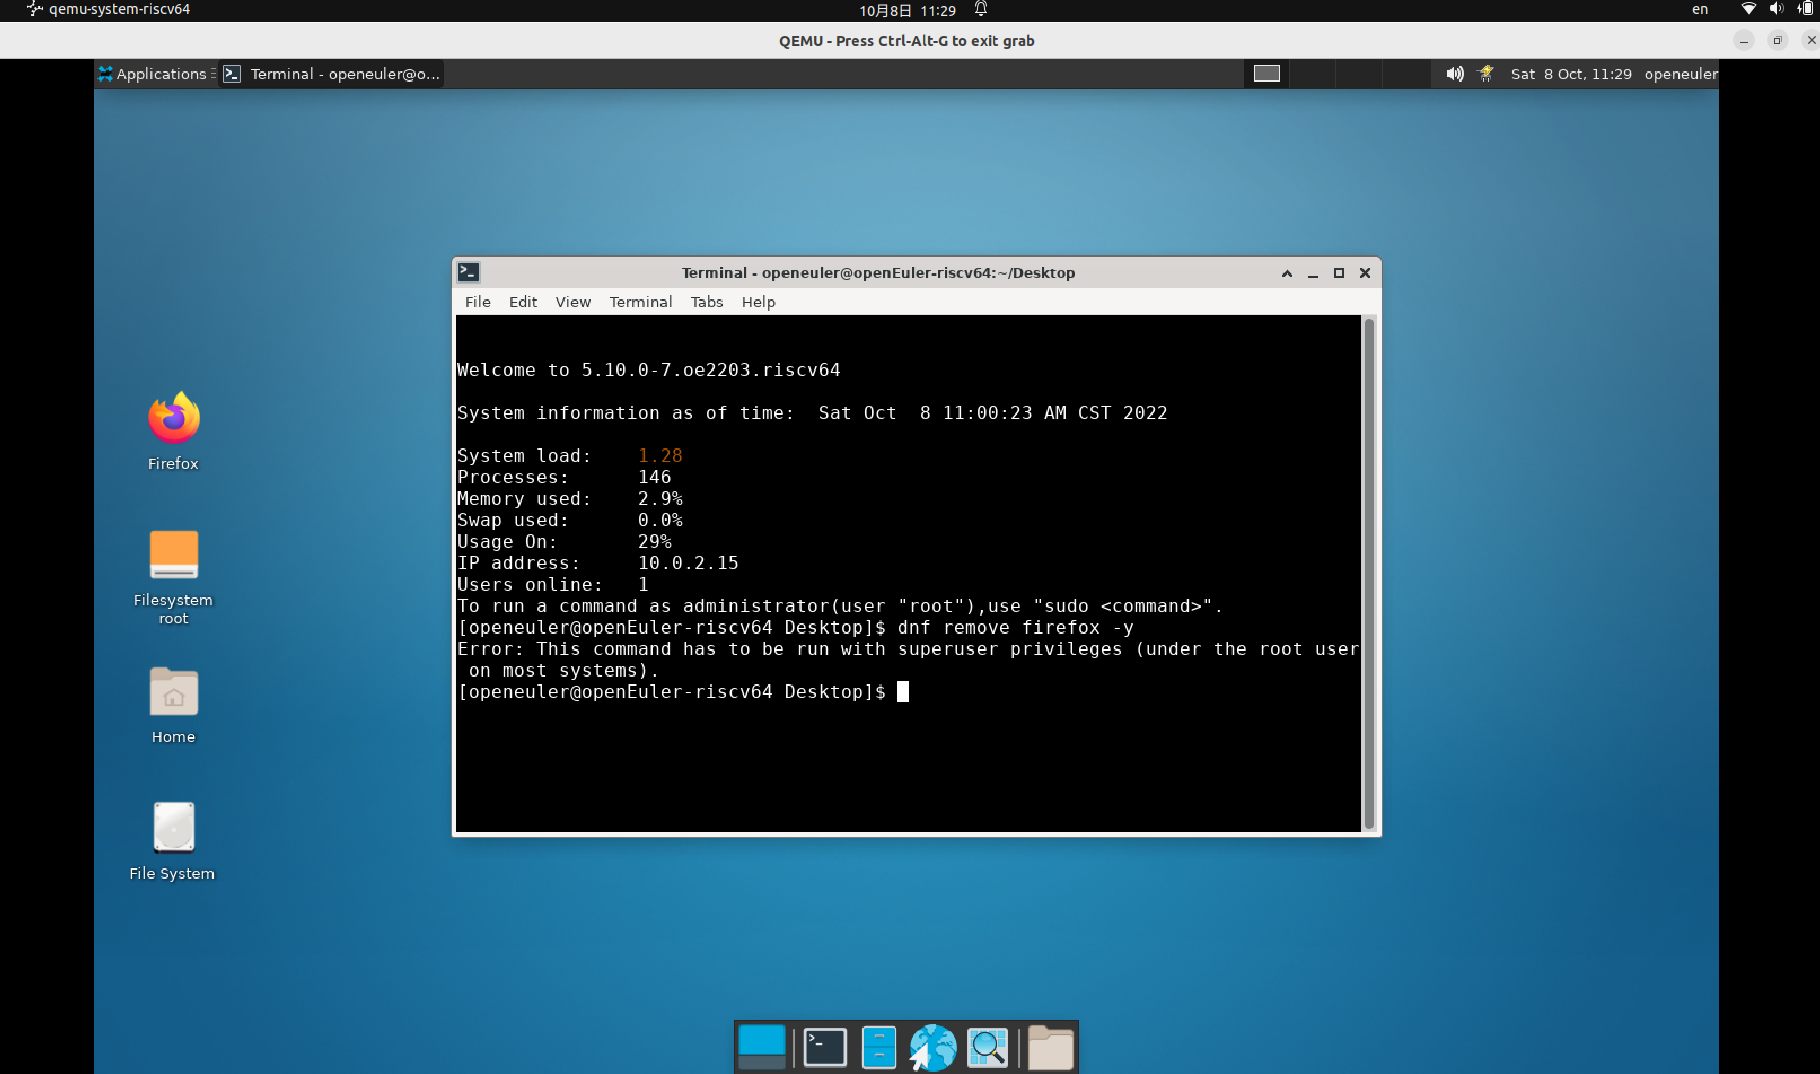 qemu-system-riscv64
10月8日 11:29
en
QEMU - Press Ctrl-Alt-G to exit grab
Applications
Terminal - openeuler@o...
Sat 8 Oct, 11:29
openeuler
Terminal - openeuler@openEuler-riscv64:~/Desktop
File Edit View Terminal Tabs Help
Welcome to 5.10.0-7.oe2203.riscv64
System information as of time:  Sat Oct  8 11:00:23 AM CST 2022
System load:    1.28
Processes:      146
Memory used:    2.9%
Swap used:      0.0%
Usage On:       29%
IP address:     10.0.2.15
Users online:   1
To run a command as administrator(user "root"),use "sudo <command>".
[openeuler@openEuler-riscv64 Desktop]$ dnf remove firefox -y
Error: This command has to be run with superuser privileges (under the root user
 on most systems).
[openeuler@openEuler-riscv64 Desktop]$
Firefox
Filesystem
root
Home
File System